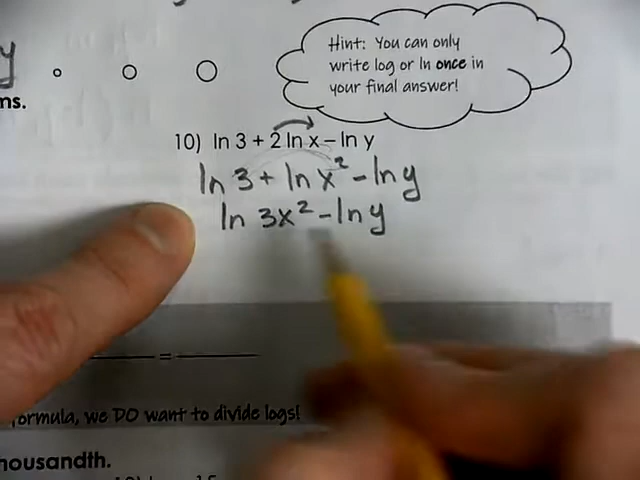 y
Hint: You can only
write log or ln once in
your final answer!
ms.
10) ln 3 + 2 ln x − ln y
ln 3 + ln x² − ln y
ln 3x² − ln y
=
formula, we DO want to divide logs!
housandth.